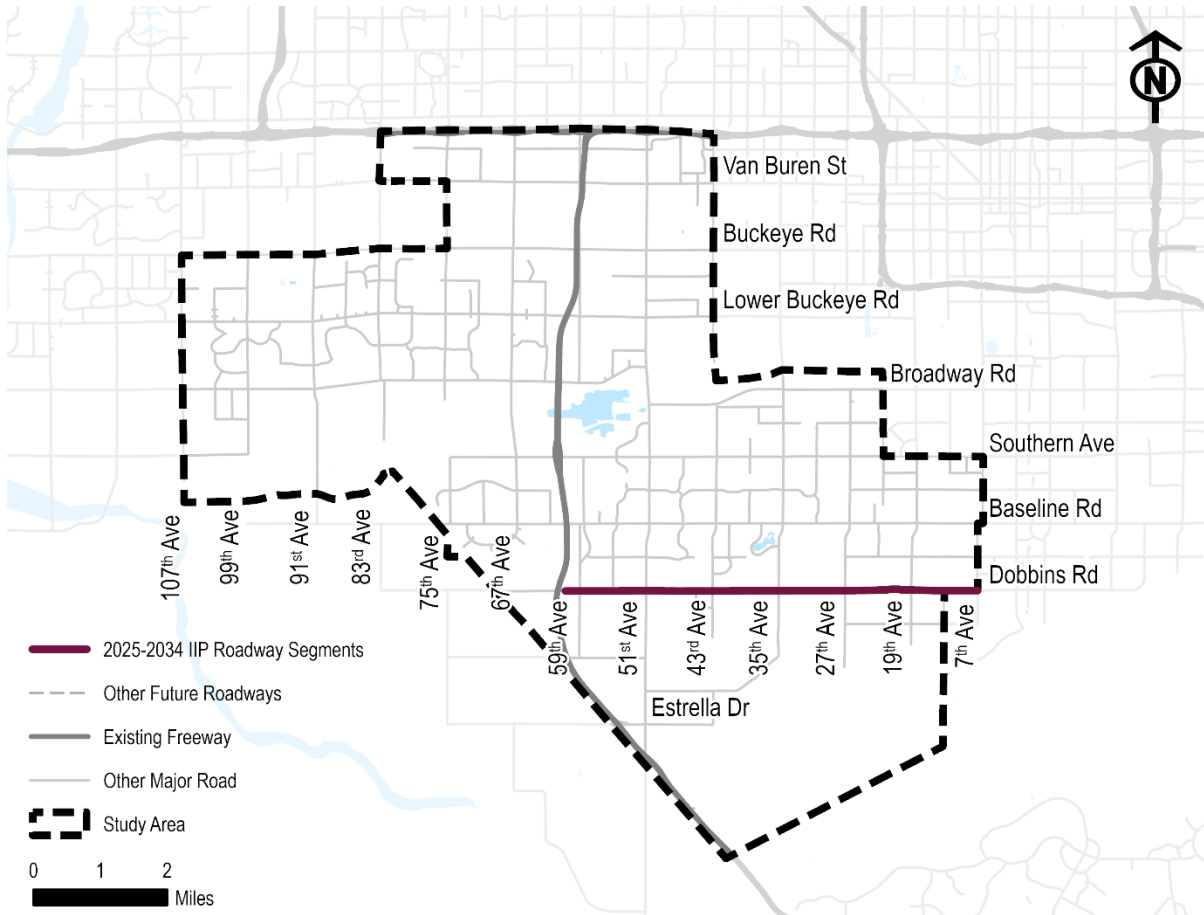 N
Van Buren St
Buckeye Rd
Lower Buckeye Rd
Broadway Rd
Southern Ave
Baseline Rd
Dobbins Rd
107th Ave
99th Ave
91st Ave
83rd Ave
75th Ave
67th Ave
59th Ave
51st Ave
43rd Ave
35th Ave
27th Ave
19th Ave
7th Ave
Estrella Dr
2025-2034 IIP Roadway Segments
Other Future Roadways
Existing Freeway
Other Major Road
Study Area
0 1 2
Miles